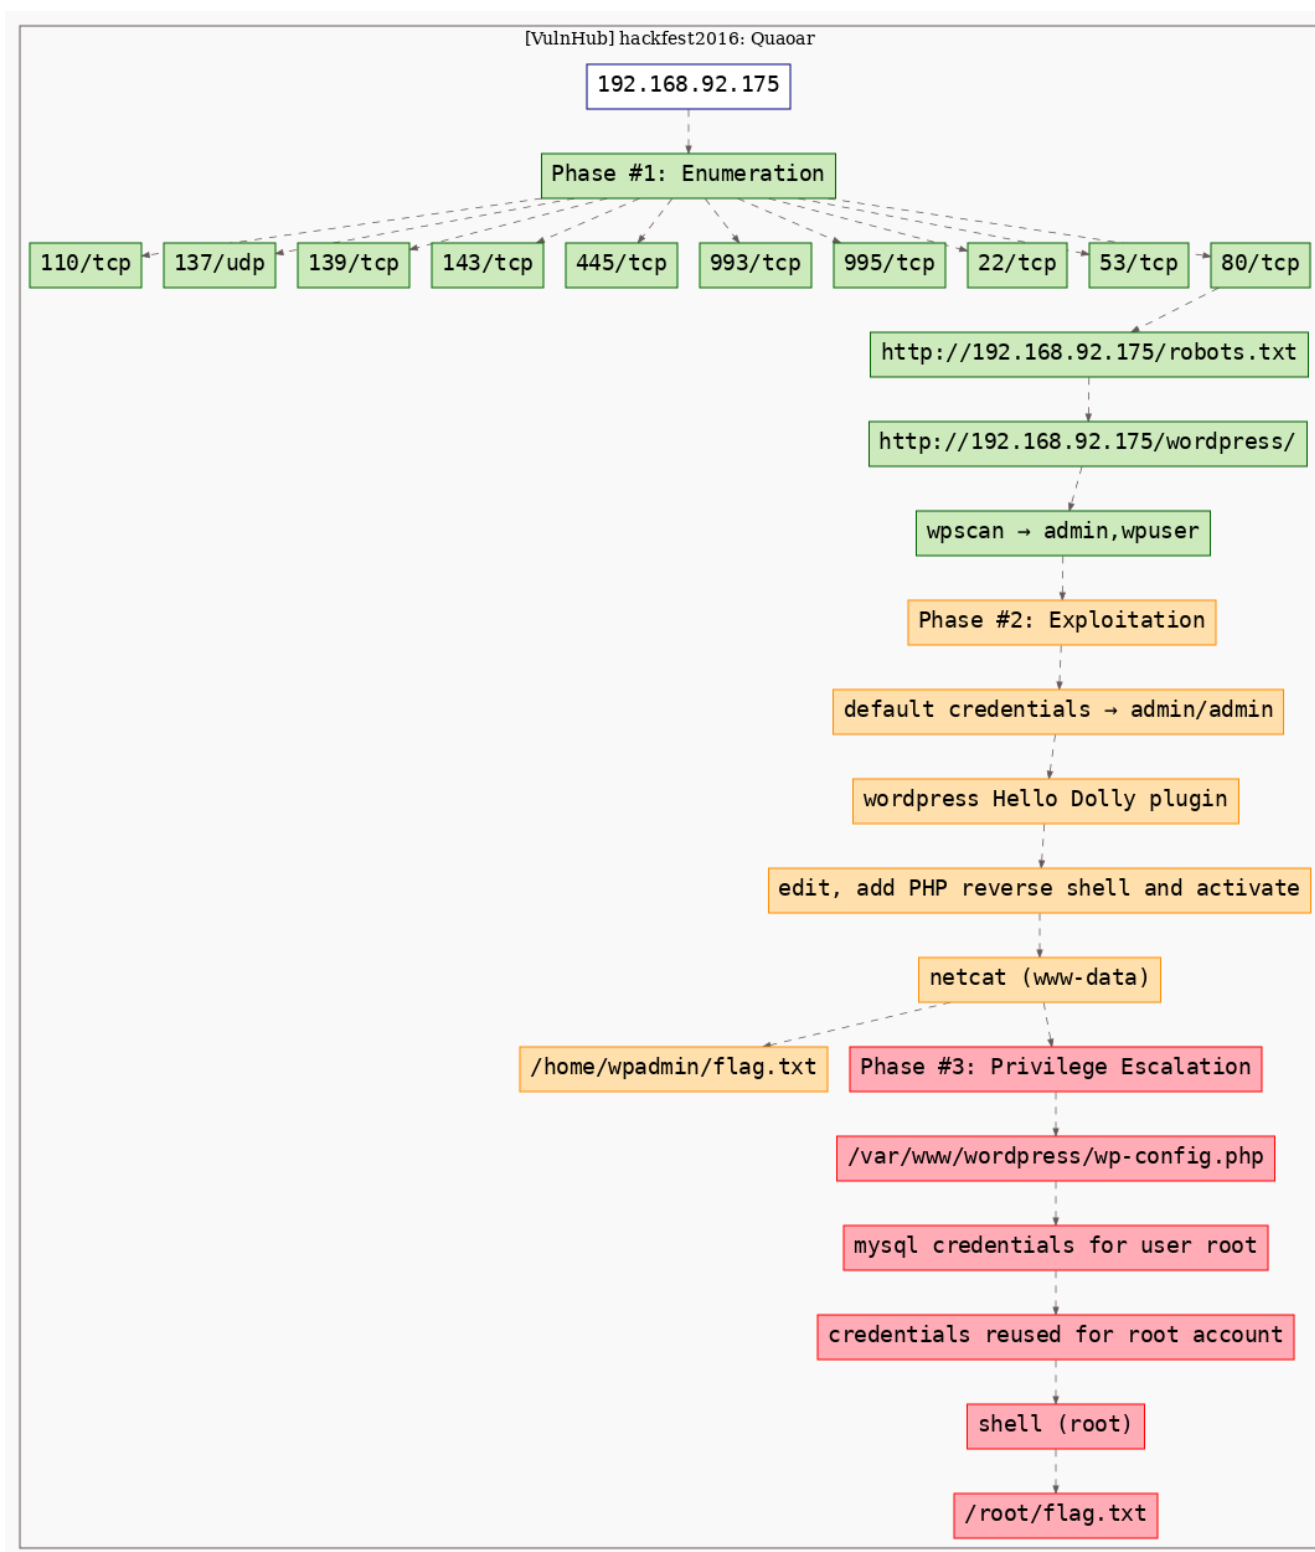 [VulnHub] hackfest2016: Quaoar
192.168.92.175
Phase #1: Enumeration
110/tcp
137/udp
139/tcp
143/tcp
445/tcp
993/tcp
995/tcp
22/tcp
53/tcp
80/tcp
http://192.168.92.175/robots.txt
http://192.168.92.175/wordpress/
wpscan → admin,wpuser
Phase #2: Exploitation
default credentials → admin/admin
wordpress Hello Dolly plugin
edit, add PHP reverse shell and activate
netcat (www-data)
/home/wpadmin/flag.txt
Phase #3: Privilege Escalation
/var/www/wordpress/wp-config.php
mysql credentials for user root
credentials reused for root account
shell (root)
/root/flag.txt